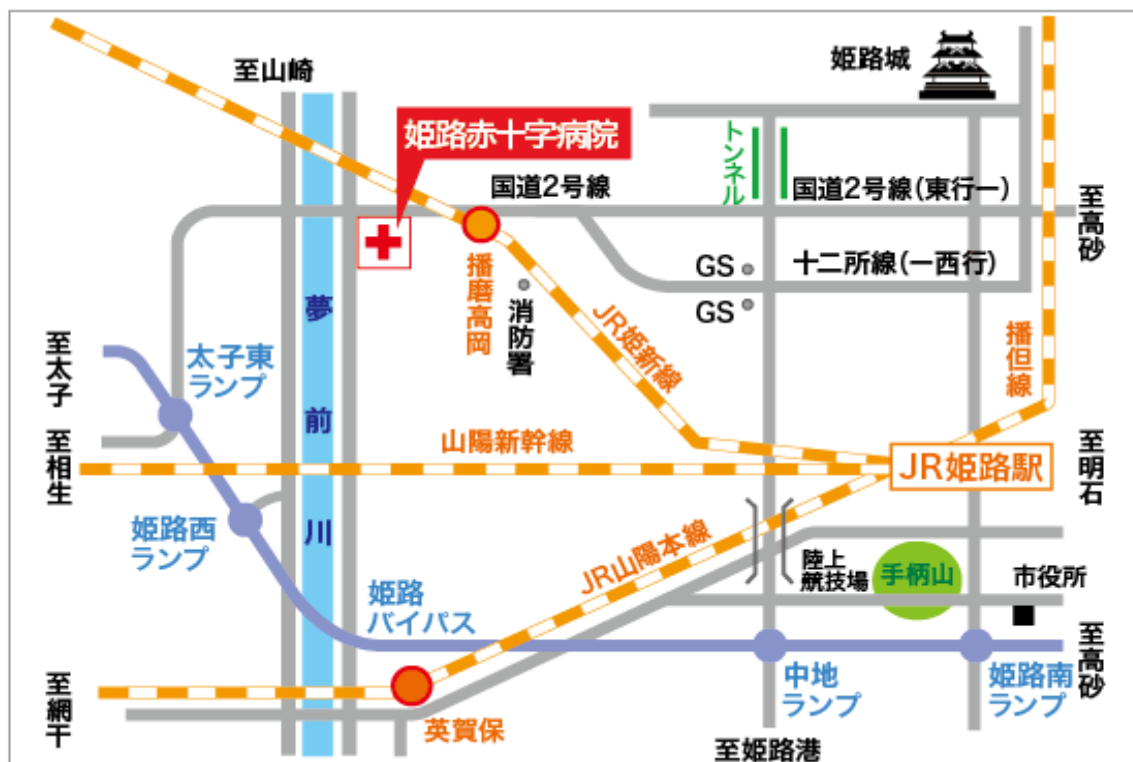 至山崎
姫路城
姫路赤十字病院
トンネル
国道2号線
国道2号線(東行一)
至高砂
十二所線(一西行)
GS
GS
播磨高岡
消防署
JR姫新線
播但線
夢前川
至太子
太子東
ランプ
至相生
山陽新幹線
JR姫路駅
至明石
姫路西
ランプ
JR山陽本線
陸上
競技場
手柄山
市役所
姫路
バイパス
至高砂
中地
ランプ
姫路南
ランプ
至網干
英賀保
至姫路港